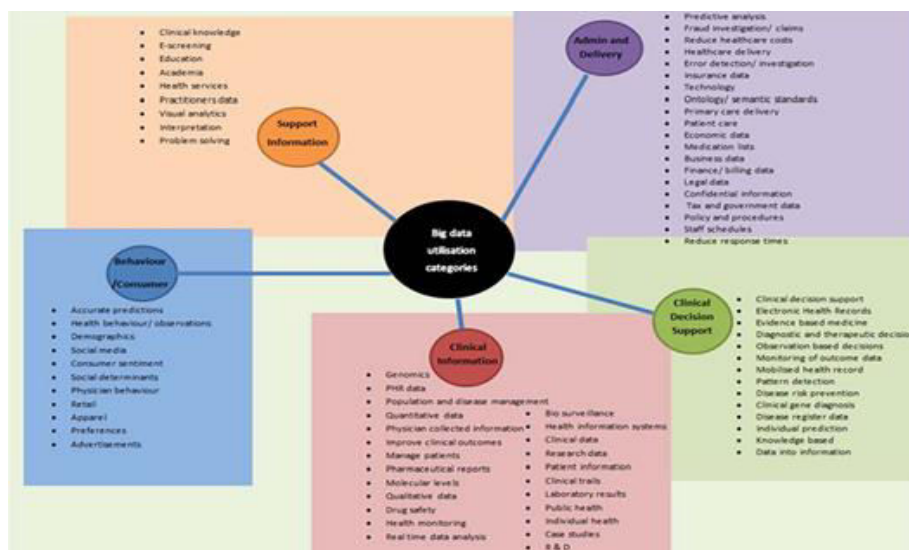 Clinical knowledge
E-screening
Education
Academia
Health services
Practitioners data
Visual analytics
Interpretation
Problem solving
Support
Information
Admin and
Delivery
Predictive analysis
Fraud investigation/ claims
Reduce healthcare costs
Healthcare delivery
Error detection/ investigation
Insurance data
Technology
Ontology/ semantic standards
Primary care delivery
Patient care
Economic data
Medication lists
Business data
Finance/ billing data
Legal data
Confidential information
Tax and government data
Policy and procedures
Staff schedules
Reduce response times
Big data
utilisation
categories
Behaviour
/Consumer
Accurate predictions
Health behaviour/ observations
Demographics
Social media
Consumer sentiment
Social determinants
Physician behaviour
Retail
Apparel
Preferences
Advertisements
Clinical
Information
Genomics
PHR data
Population and disease management
Quantitative data
Physician collected information
Improve clinical outcomes
Manage patients
Pharmaceutical reports
Molecular levels
Qualitative data
Drug safety
Health monitoring
Real time data analysis
Bio surveillance
Health information systems
Clinical data
Research data
Patient information
Clinical trails
Laboratory results
Public health
Individual health
Case studies
R & D
Clinical
Decision
Support
Clinical decision support
Electronic Health Records
Evidence based medicine
Diagnostic and therapeutic decision
Observation based decisions
Monitoring of outcome data
Mobilised health record
Pattern detection
Disease risk prevention
Clinical gene diagnosis
Disease register data
Individual prediction
Knowledge based
Data into information